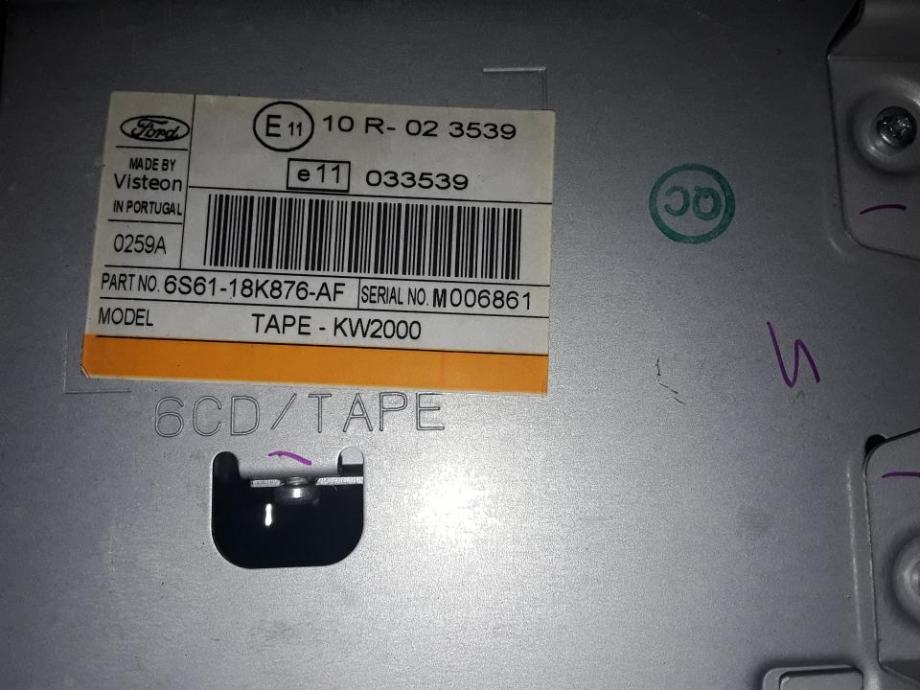 Ford
MADE BY
Visteon
IN PORTUGAL
0259A
E 11 10 R- 02 3539
e11 033539
PART NO. 6S61-18K876-AF SERIAL NO. M006861
MODEL TAPE - KW2000
QC
6CD/TAPE